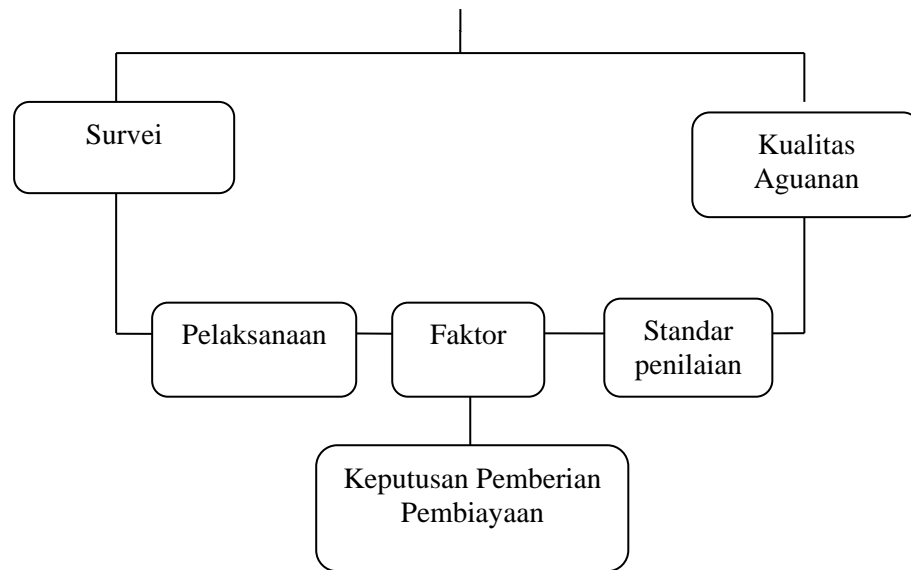 Survei
Kualitas
Aguanan
Pelaksanaan
Faktor
Standar
penilaian
Keputusan Pemberian
Pembiayaan